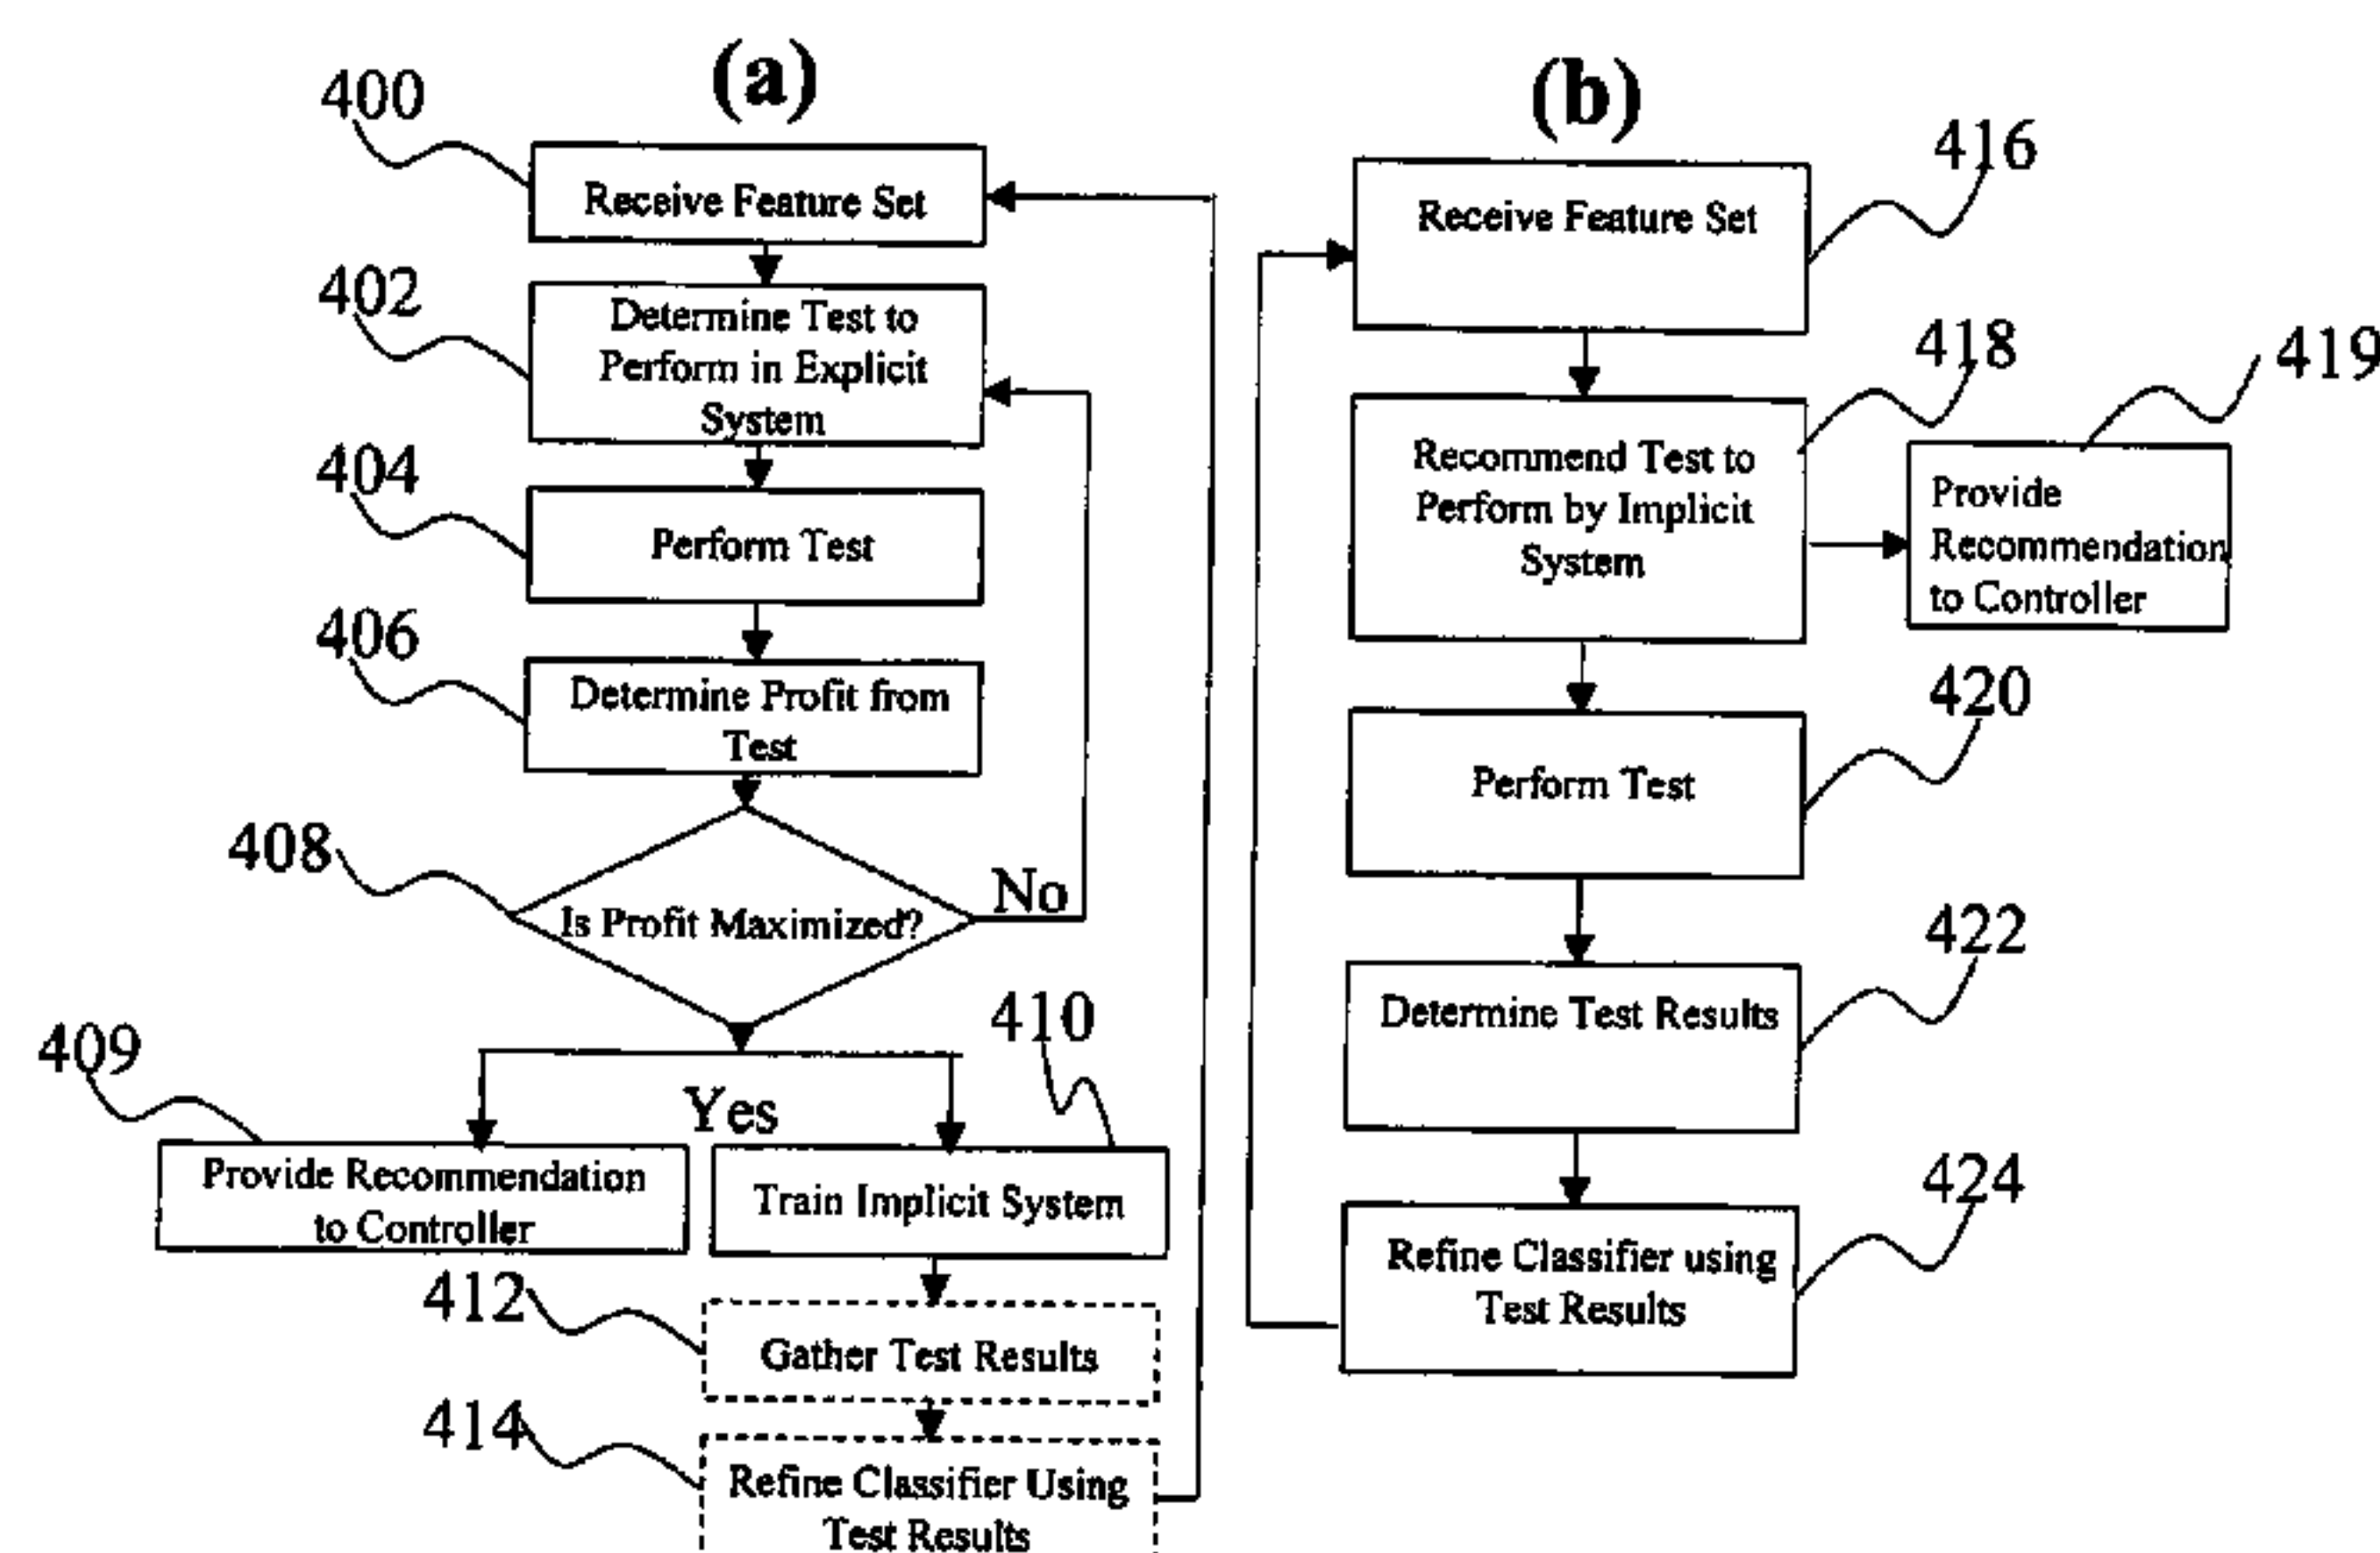 (a)
400
Receive Feature Set
402
Determine Test to
Perform in Explicit
System
404
Perform Test
406
Determine Profit from
Test
408
Is Profit Maximized?
No
Yes
409
Provide Recommendation
to Controller
410
Train Implicit System
412
Gather Test Results
414
Refine Classifier Using
Test Results
(b)
416
Receive Feature Set
418
Recommend Test to
Perform by Implicit
System
419
Provide
Recommendation
to Controller
420
Perform Test
422
Determine Test Results
424
Refine Classifier using
Test Results